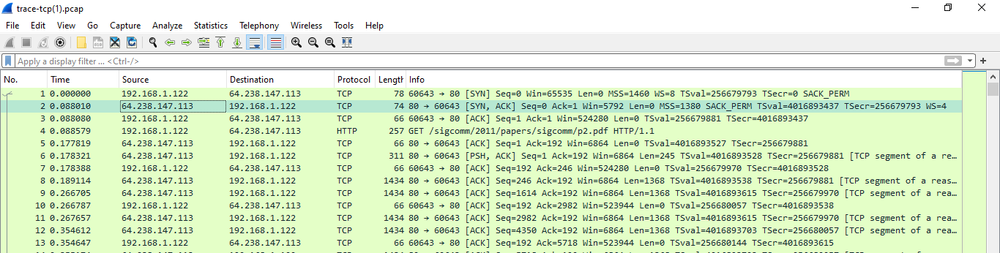 trace-tcp(1).pcap
File Edit View Go Capture Analyze Statistics Telephony Wireless Tools Help
Apply a display filter ... <Ctrl-/>
No. Time Source Destination Protocol Length Info
1 0.000000 192.168.1.122 64.238.147.113 TCP 78 60643 → 80 [SYN] Seq=0 Win=65535 Len=0 MSS=1460 WS=8 TSval=256679793 TSecr=0 SACK_PERM
2 0.088010 64.238.147.113 192.168.1.122 TCP 74 80 → 60643 [SYN, ACK] Seq=0 Ack=1 Win=5792 Len=0 MSS=1380 SACK_PERM TSval=4016893437 TSecr=256679793 WS=4
3 0.088080 192.168.1.122 64.238.147.113 TCP 66 60643 → 80 [ACK] Seq=1 Ack=1 Win=524280 Len=0 TSval=256679881 TSecr=4016893437
4 0.088579 192.168.1.122 64.238.147.113 HTTP 257 GET /sigcomm/2011/papers/sigcomm/p2.pdf HTTP/1.1
5 0.177819 64.238.147.113 192.168.1.122 TCP 66 80 → 60643 [ACK] Seq=1 Ack=192 Win=6864 Len=0 TSval=4016893527 TSecr=256679881
6 0.178321 64.238.147.113 192.168.1.122 TCP 311 80 → 60643 [PSH, ACK] Seq=1 Ack=192 Win=6864 Len=245 TSval=4016893528 TSecr=256679881 [TCP segment of a re…
7 0.178388 192.168.1.122 64.238.147.113 TCP 66 60643 → 80 [ACK] Seq=192 Ack=246 Win=524280 Len=0 TSval=256679970 TSecr=4016893528
8 0.189114 64.238.147.113 192.168.1.122 TCP 1434 80 → 60643 [ACK] Seq=246 Ack=192 Win=6864 Len=1368 TSval=4016893538 TSecr=256679881 [TCP segment of a reas…
9 0.266705 64.238.147.113 192.168.1.122 TCP 1434 80 → 60643 [ACK] Seq=1614 Ack=192 Win=6864 Len=1368 TSval=4016893615 TSecr=256679970 [TCP segment of a rea…
10 0.266787 192.168.1.122 64.238.147.113 TCP 66 60643 → 80 [ACK] Seq=192 Ack=2982 Win=523944 Len=0 TSval=256680057 TSecr=4016893538
11 0.267657 64.238.147.113 192.168.1.122 TCP 1434 80 → 60643 [ACK] Seq=2982 Ack=192 Win=6864 Len=1368 TSval=4016893615 TSecr=256679970 [TCP segment of a rea…
12 0.354612 64.238.147.113 192.168.1.122 TCP 1434 80 → 60643 [ACK] Seq=4350 Ack=192 Win=6864 Len=1368 TSval=4016893703 TSecr=256680057 [TCP segment of a rea…
13 0.354647 192.168.1.122 64.238.147.113 TCP 66 60643 → 80 [ACK] Seq=192 Ack=5718 Win=523944 Len=0 TSval=256680144 TSecr=4016893615